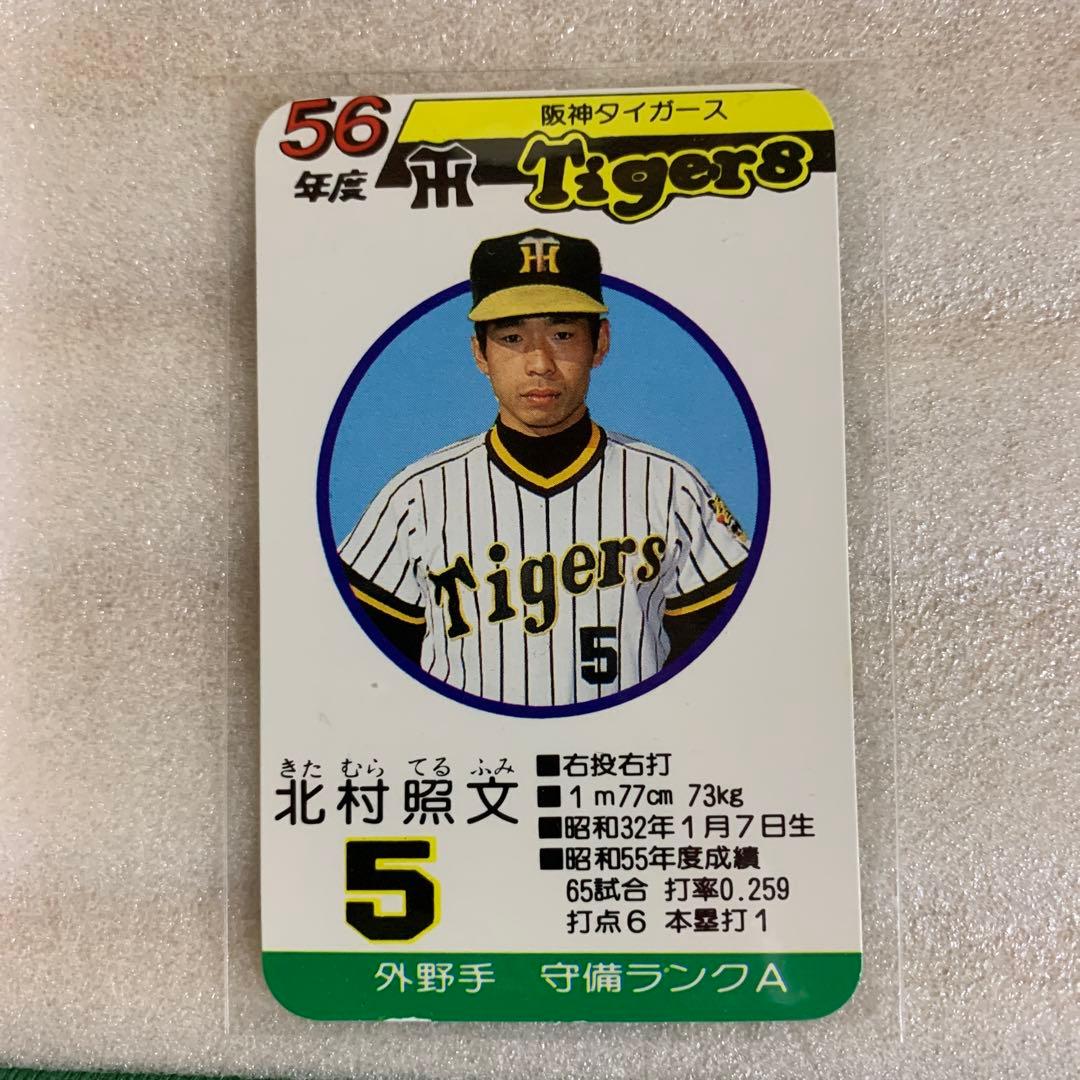 56
年度
阪神タイガース
TH
Tigers
TH
Tigers
5
きた むら てる ふみ
北村照文
5
■右投右打
■1m77cm 73kg
■昭和32年1月7日生
■昭和55年度成績
65試合 打率0.259
打点6 本塁打1
外野手 守備ランクA